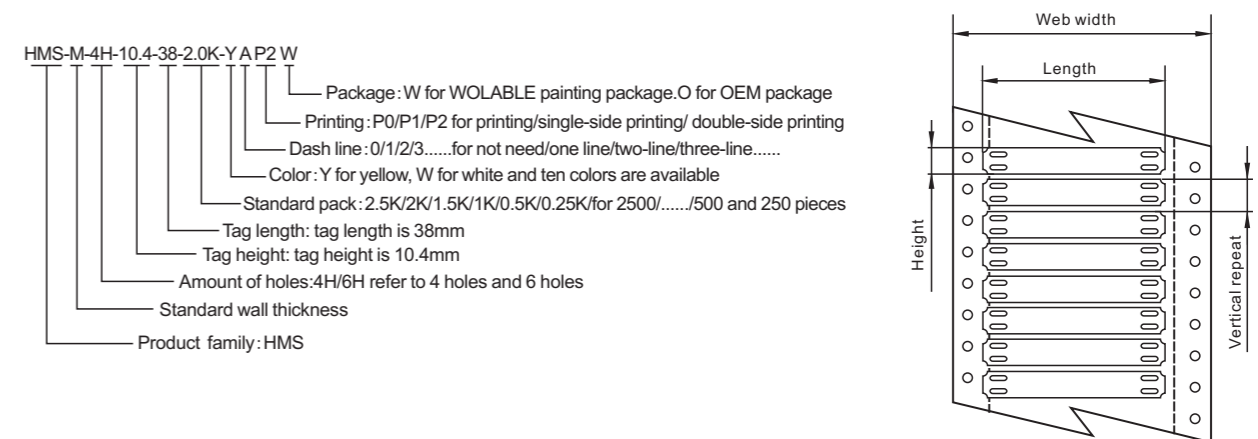 HMS-M-4H-10.4-38-2.0K-Y A P2 W
Package:W for WOLABLE painting package.O for OEM package
Printing:P0/P1/P2 for printing/single-side printing/ double-side printing
Dash line:0/1/2/3......for not need/one line/two-line/three-line......
Color:Y for yellow, W for white and ten colors are available
Standard pack:2.5K/2K/1.5K/1K/0.5K/0.25K/for 2500/....../500 and 250 pieces
Tag length: tag length is 38mm
Tag height: tag height is 10.4mm
Amount of holes:4H/6H refer to 4 holes and 6 holes
Standard wall thickness
Product family:HMS
Web width
Length
Height
Vertical repeat